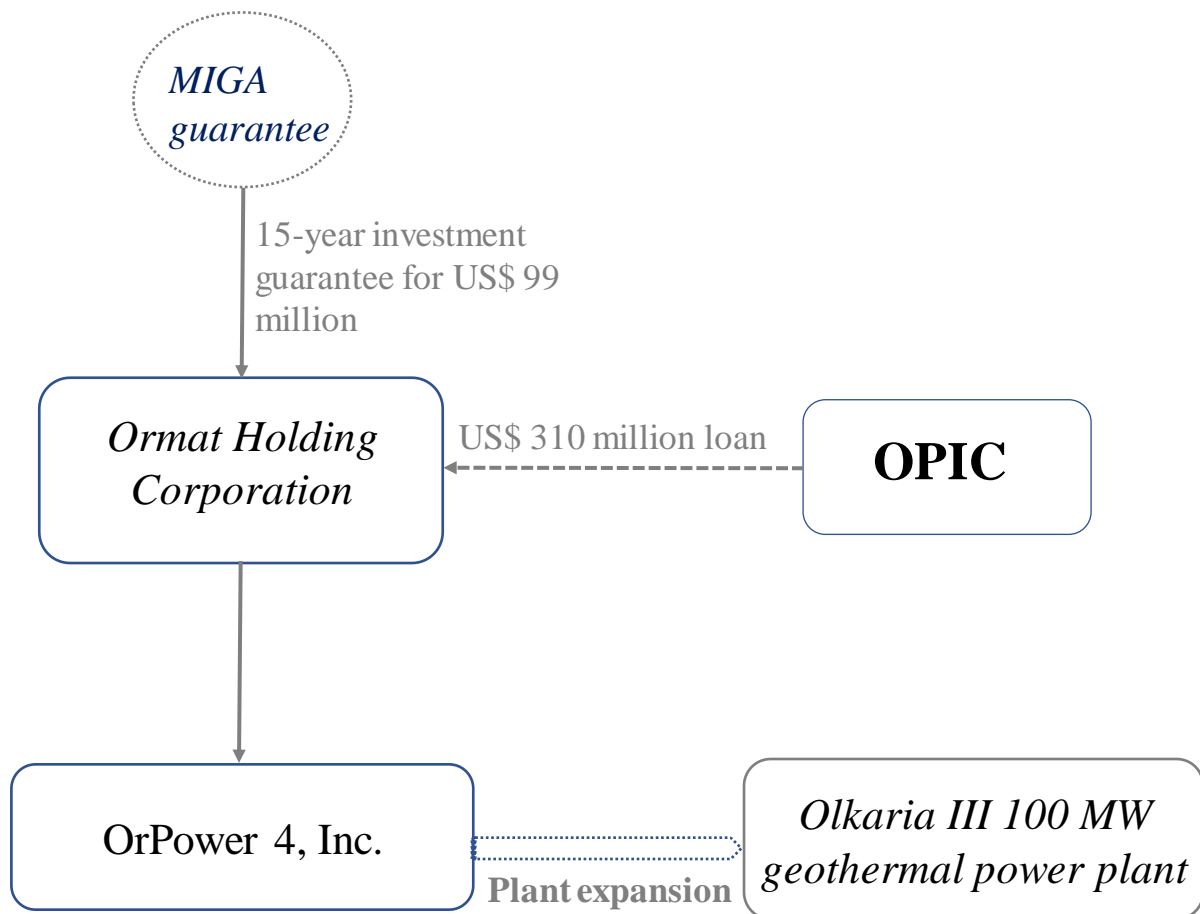 MIGA
guarantee
15-year investment
guarantee for US$ 99
million
Ormat Holding
Corporation
US$ 310 million loan
OPIC
OrPower 4, Inc.
Plant expansion
Olkaria III 100 MW
geothermal power plant